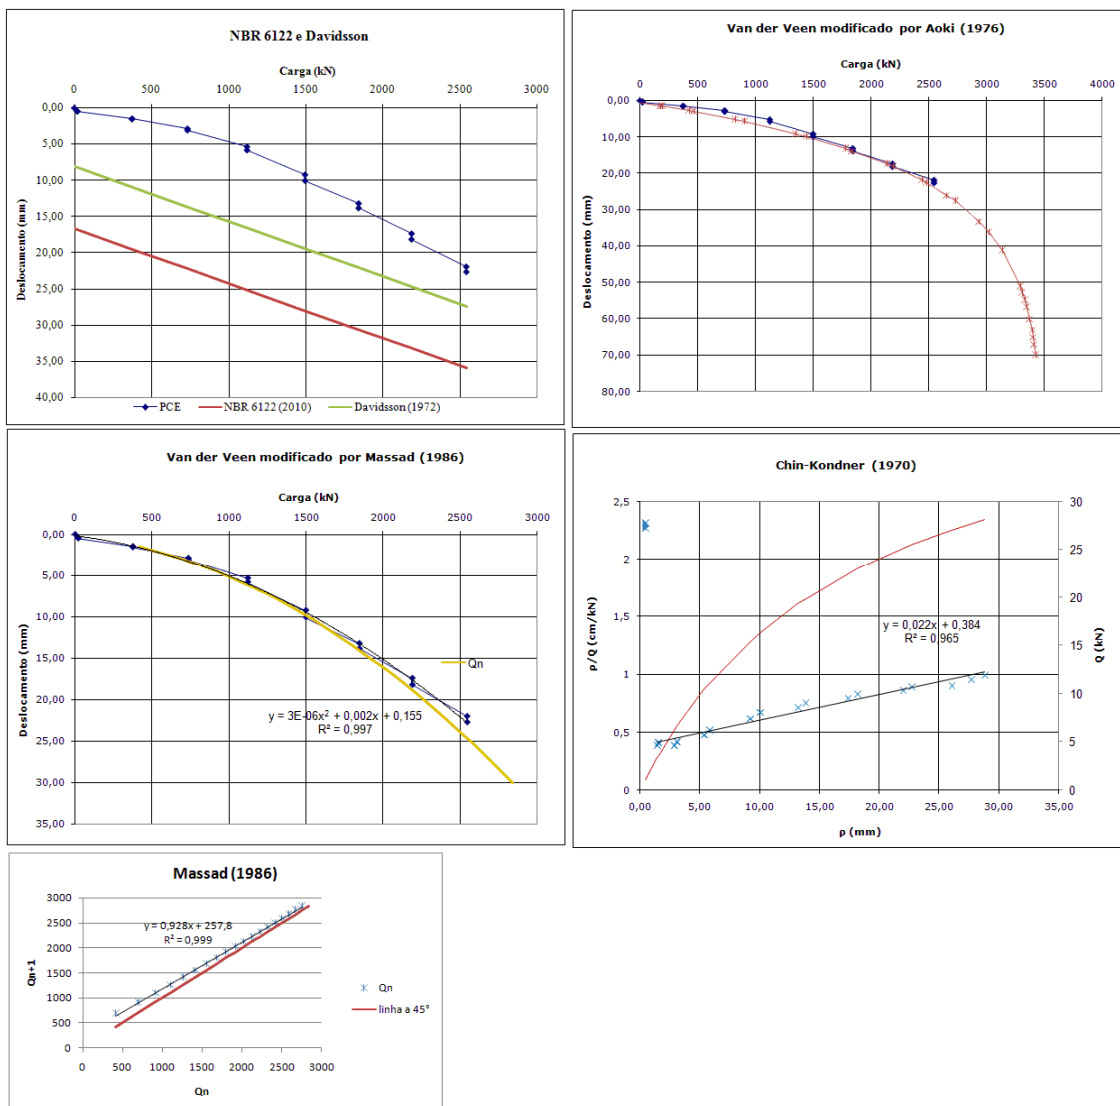 NBR 6122 e Davidsson
Carga (kN)
0 500 1000 1500 2000 2500 3000
0,00
5,00
10,00
15,00
20,00
25,00
30,00
35,00
40,00
Deslocamento (mm)
PCE NBR 6122 (2010) Davidsson (1972)
Van der Veen modificado por Aoki (1976)
Carga (kN)
0 500 1000 1500 2000 2500 3000 3500 4000
0,00
10,00
20,00
30,00
40,00
50,00
60,00
70,00
80,00
Deslocamento (mm)
Van der Veen modificado por Massad (1986)
Carga (kN)
0 500 1000 1500 2000 2500 3000
0,00
5,00
10,00
15,00
20,00
25,00
30,00
35,00
Deslocamento (mm)
Qn
y = 3E-06x² + 0,002x + 0,155
R² = 0,997
Chin-Kondner (1970)
2,5
2
1,5
1
0,5
0
ρ/Q (cm/kN)
30
25
20
15
10
5
0
Q (kN)
y = 0,022x + 0,384
R² = 0,965
0,00 5,00 10,00 15,00 20,00 25,00 30,00 35,00
ρ (mm)
Massad (1986)
3000
2500
2000
1500
1000
500
0
Qn+1
y = 0,928x + 257,8
R² = 0,999
Qn
linha a 45°
0 500 1000 1500 2000 2500 3000
Qn